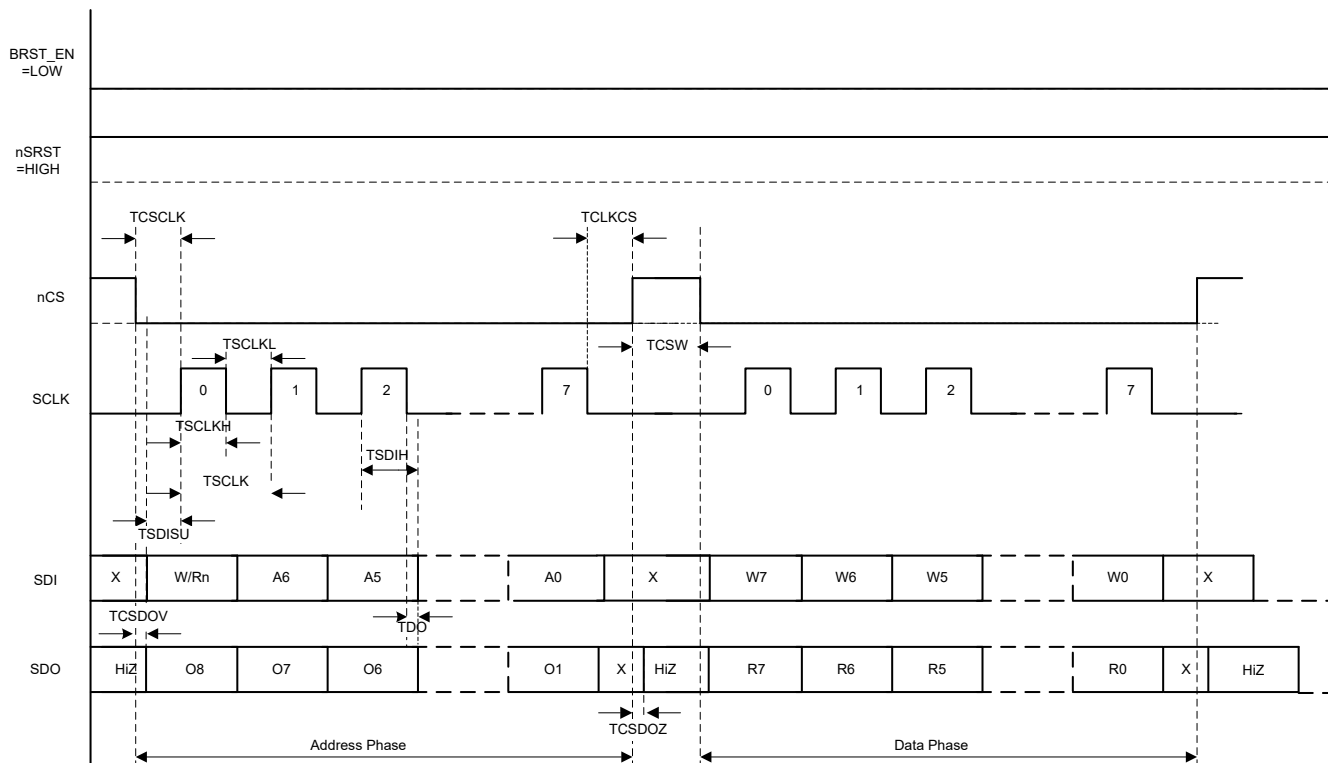 BRST_EN
=LOW
nSRST
=HIGH
TCSCLK
TCLKCS
nCS
TSCLKL
TCSW
SCLK
0
1
2
7
0
1
2
7
TSCLKH
TSDIH
TSCLK
TSDISU
SDI
X
W/Rn
A6
A5
A0
X
W7
W6
W5
W0
X
TCSDOV
TDO
SDO
HiZ
O8
O7
O6
O1
X
HiZ
R7
R6
R5
R0
X
HiZ
TCSDOZ
Address Phase
Data Phase